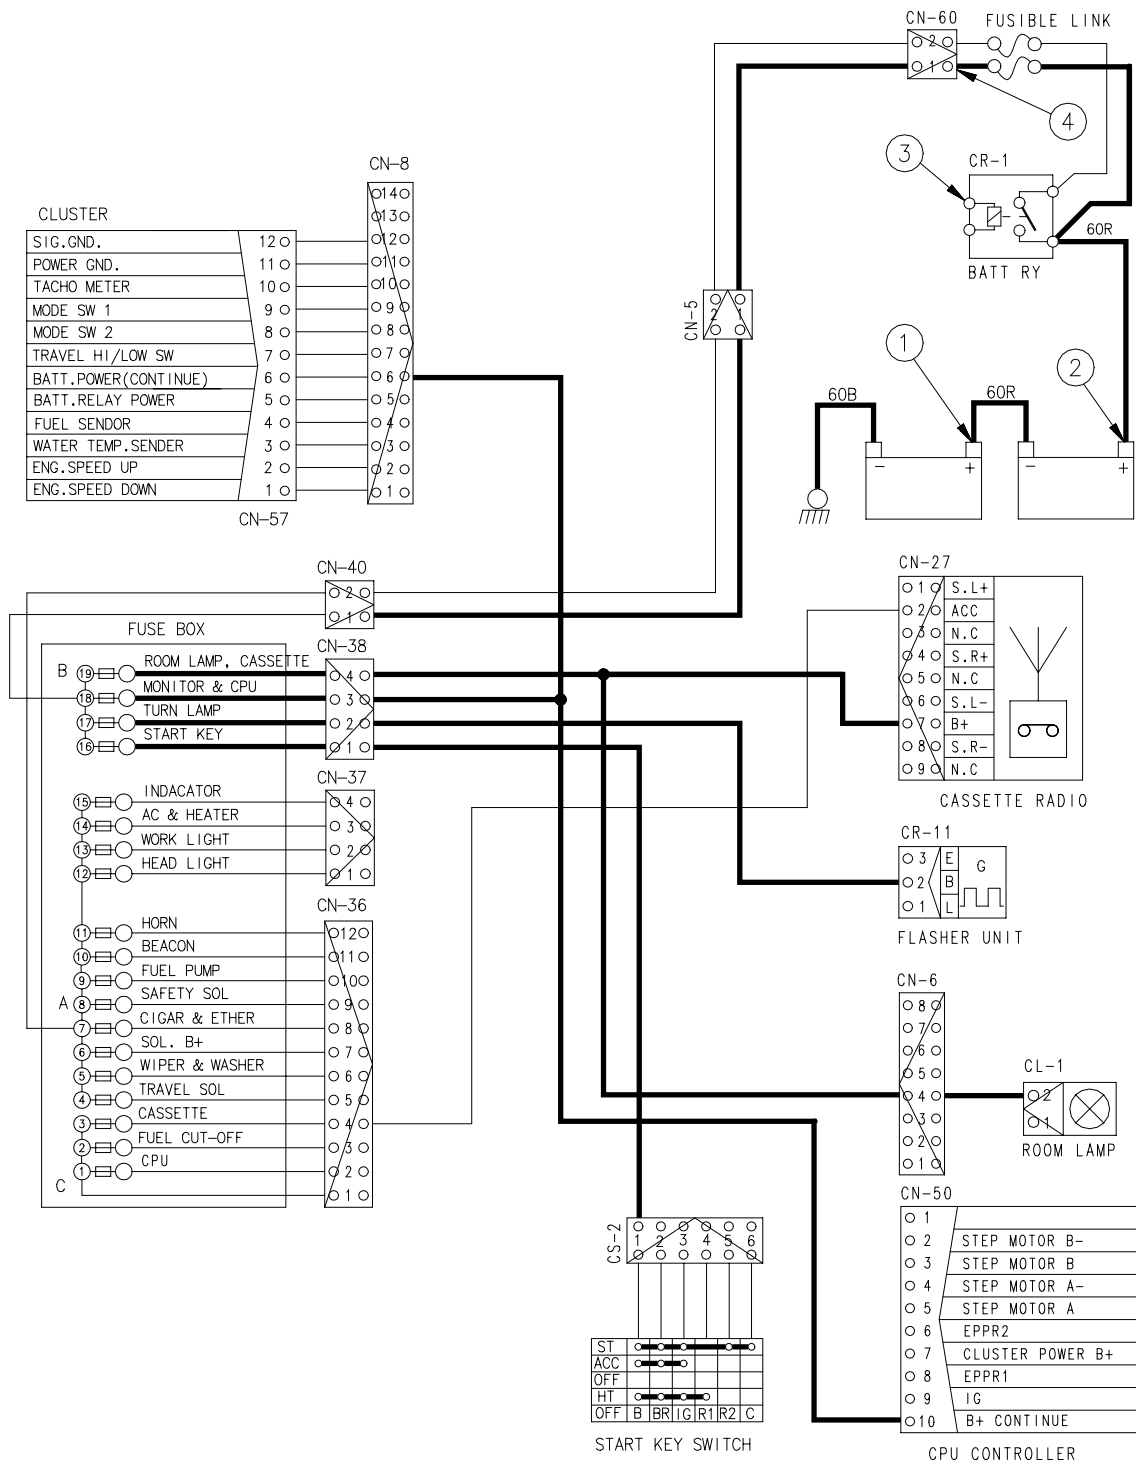 CN-60
FUSIBLE LINK
2
1
4
3
CR-1
60R
BATT RY
CN-8
14
13
12
11
10
9
8
7
6
5
4
3
2
1
CLUSTER
SIG.GND. 12
POWER GND. 11
TACHO METER 10
MODE SW 1 9
MODE SW 2 8
TRAVEL HI/LOW SW 7
BATT.POWER(CONTINUE) 6
BATT.RELAY POWER 5
FUEL SENDOR 4
WATER TEMP.SENDER 3
ENG.SPEED UP 2
ENG.SPEED DOWN 1
CN-57
CN-5
2 1
1
2
60B
60R
- +
- +
CN-40
2
1
FUSE BOX
CN-38
B 19 ROOM LAMP, CASSETTE 4
18 MONITOR & CPU 3
17 TURN LAMP 2
16 START KEY 1
CN-37
15 INDACATOR 4
14 AC & HEATER 3
13 WORK LIGHT 2
12 HEAD LIGHT 1
CN-36
11 HORN 12
10 BEACON 11
9 FUEL PUMP 10
A 8 SAFETY SOL 9
7 CIGAR & ETHER 8
6 SOL. B+ 7
5 WIPER & WASHER 6
4 TRAVEL SOL 5
3 CASSETTE 4
2 FUEL CUT-OFF 3
1 CPU 2
C 1
CN-27
1 S.L+
2 ACC
3 N.C
4 S.R+
5 N.C
6 S.L-
7 B+
8 S.R-
9 N.C
CASSETTE RADIO
CR-11
3 E
2 B
1 L
G
FLASHER UNIT
CN-6
8
7
6
5
4
3
2
1
CL-1
2
1
ROOM LAMP
CS-2
1 2 3 4 5 6
ST
ACC
OFF
HT
OFF B BR IG R1 R2 C
START KEY SWITCH
CN-50
1
2 STEP MOTOR B-
3 STEP MOTOR B
4 STEP MOTOR A-
5 STEP MOTOR A
6 EPPR2
7 CLUSTER POWER B+
8 EPPR1
9 IG
10 B+ CONTINUE
CPU CONTROLLER